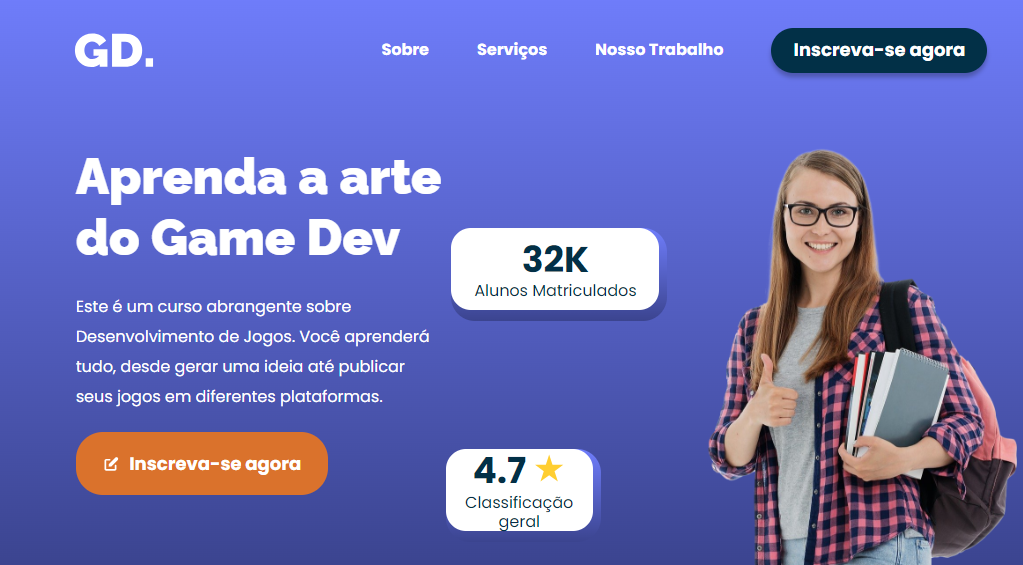 GD.
Sobre
Serviços
Nosso Trabalho
Inscreva-se agora
Aprenda a arte
do Game Dev
Este é um curso abrangente sobre
Desenvolvimento de Jogos. Você aprenderá
tudo, desde gerar uma ideia até publicar
seus jogos em diferentes plataformas.
Inscreva-se agora
32K
Alunos Matriculados
4.7
Classificação
geral